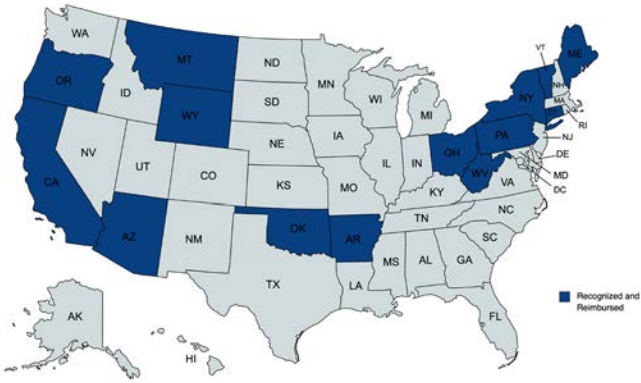 WA
MT
ND
MN
VT
ME
OR
ID
SD
WI
NH
MA
NY
WY
MI
RI
IA
PA
NJ
NE
NV
OH
DE
IL
IN
UT
CO
WV
MD
CA
KS
MO
VA
DC
KY
NC
TN
OK
AZ
NM
AR
SC
MS
AL
GA
TX
LA
Recognized and
Reimbursed
AK
FL
HI